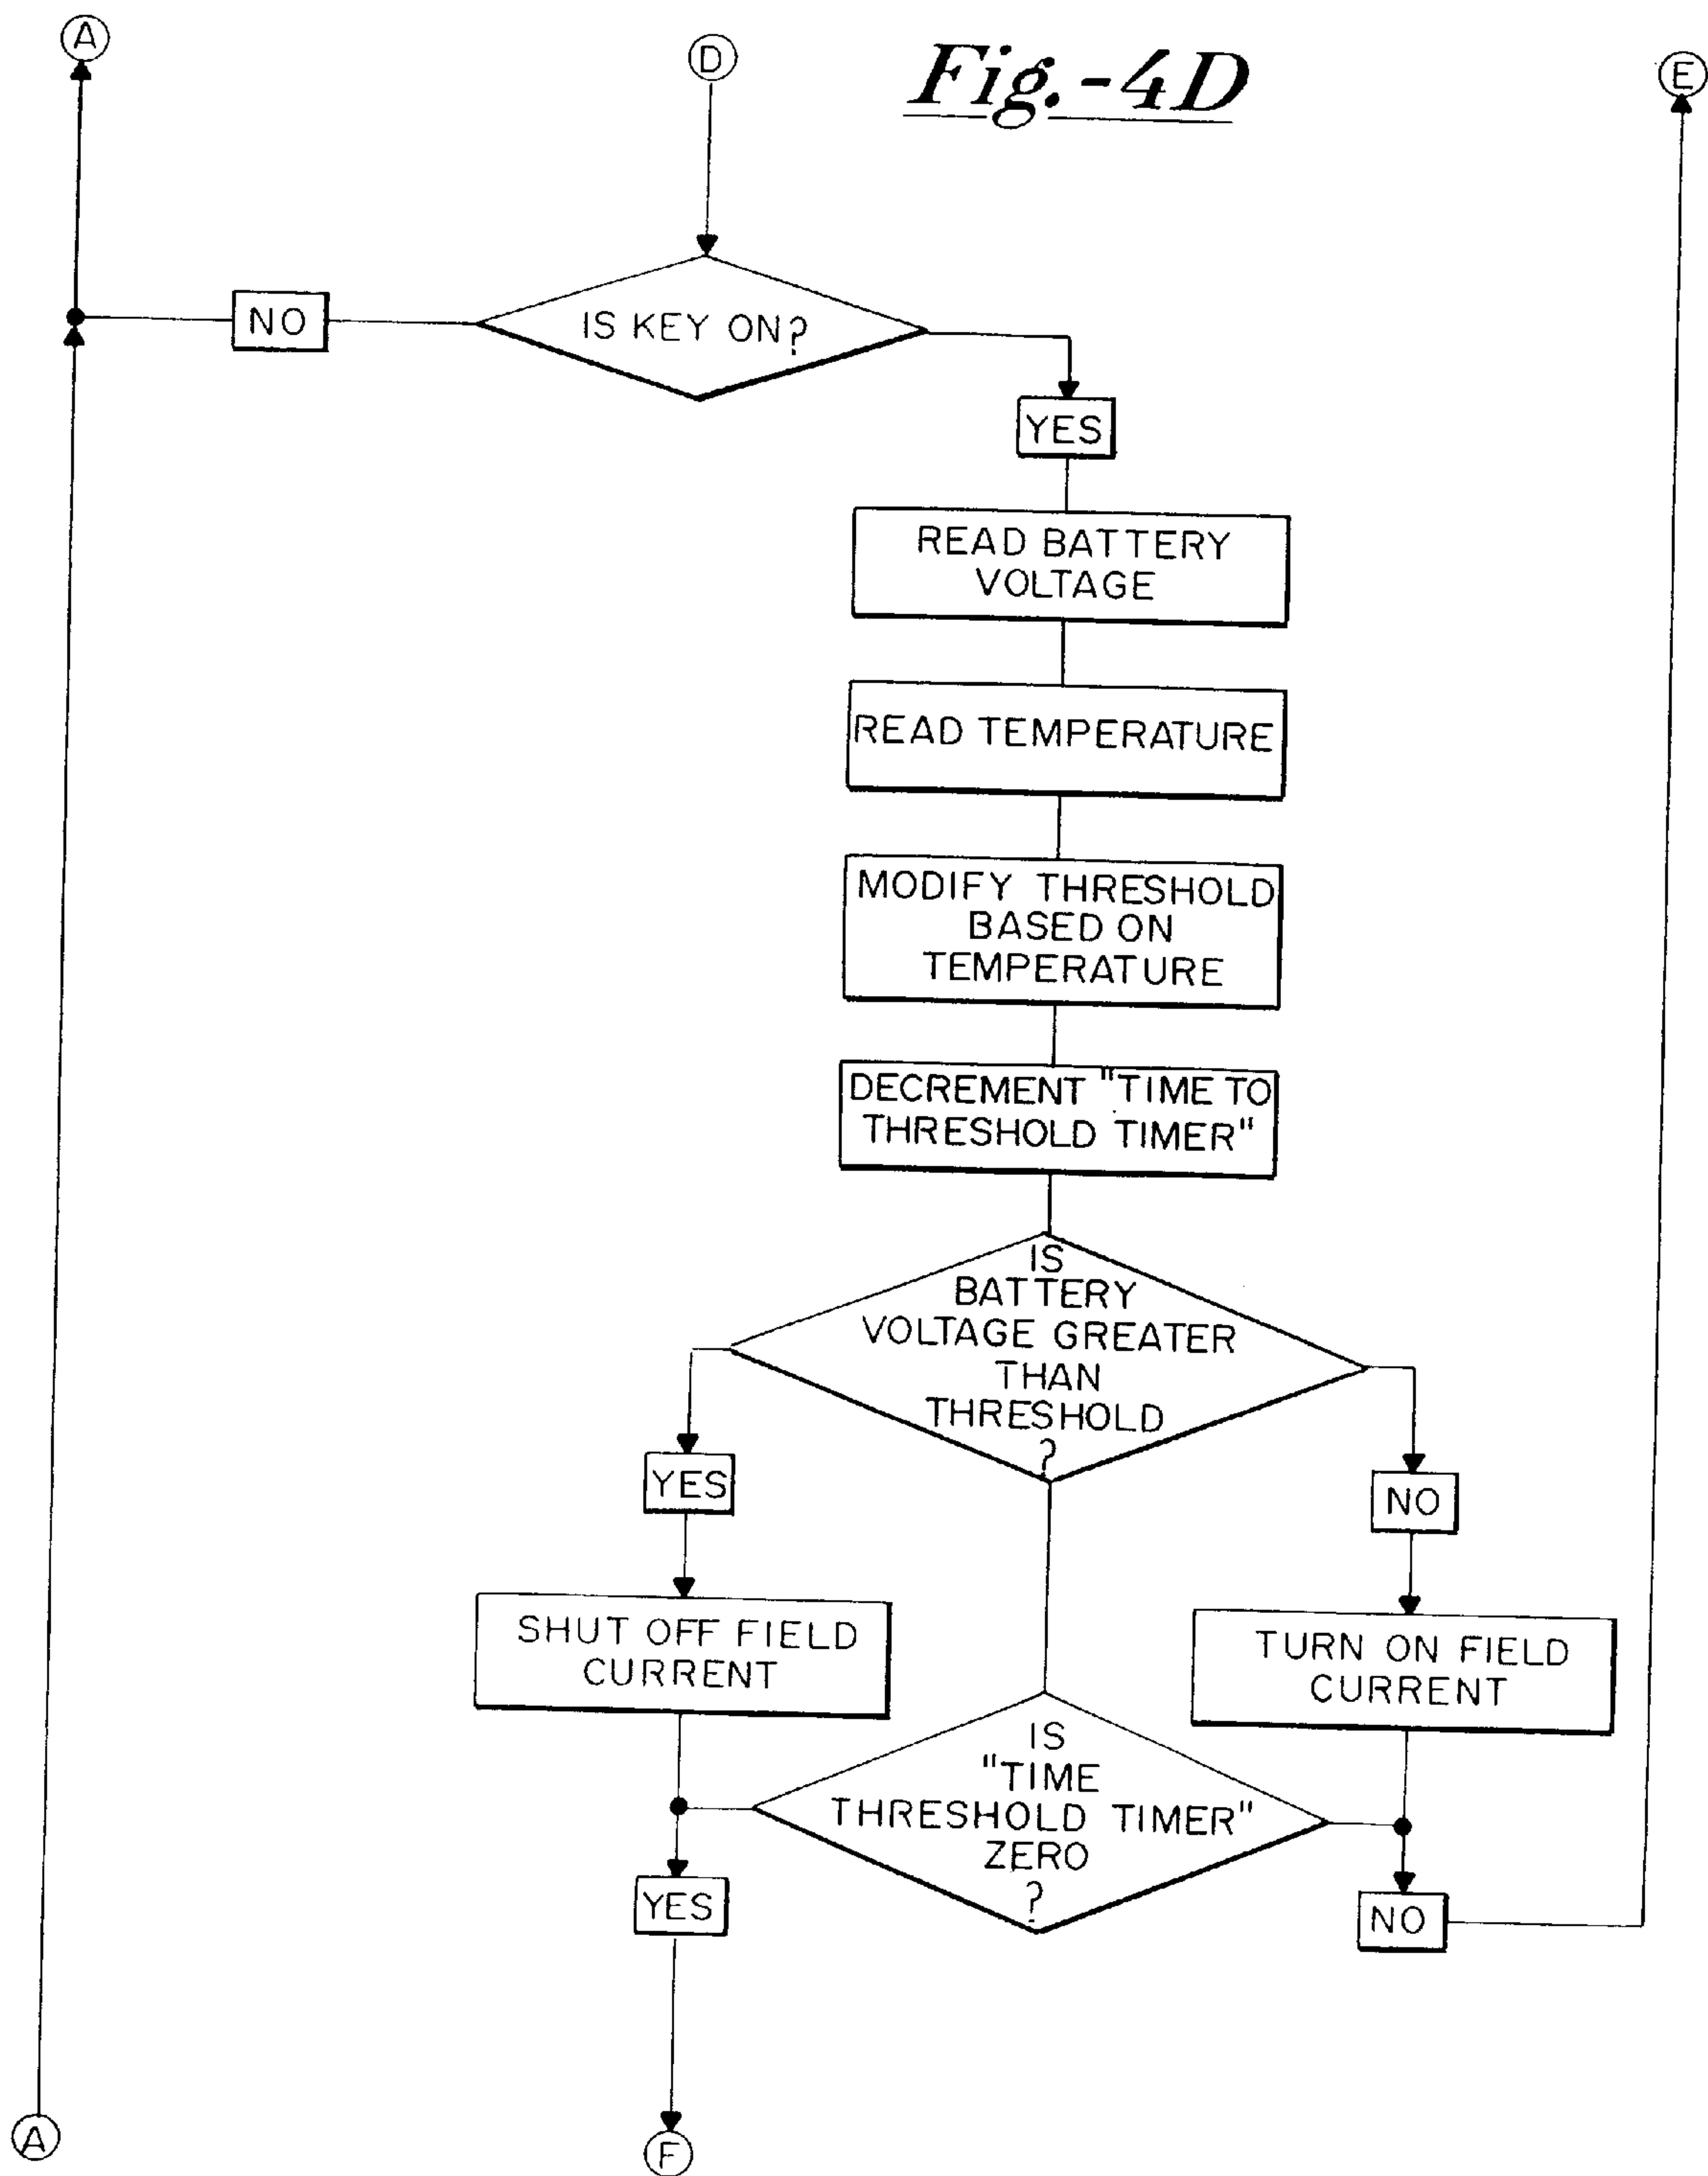 A
D
Fig.-4D
E
NO
IS KEY ON?
YES
READ BATTERY
VOLTAGE
READ TEMPERATURE
MODIFY THRESHOLD
BASED ON
TEMPERATURE
DECREMENT "TIME TO
THRESHOLD TIMER"
IS
BATTERY
VOLTAGE GREATER
THAN
THRESHOLD
?
YES
NO
SHUT OFF FIELD
CURRENT
TURN ON FIELD
CURRENT
IS
"TIME
THRESHOLD TIMER"
ZERO
?
YES
NO
A
F